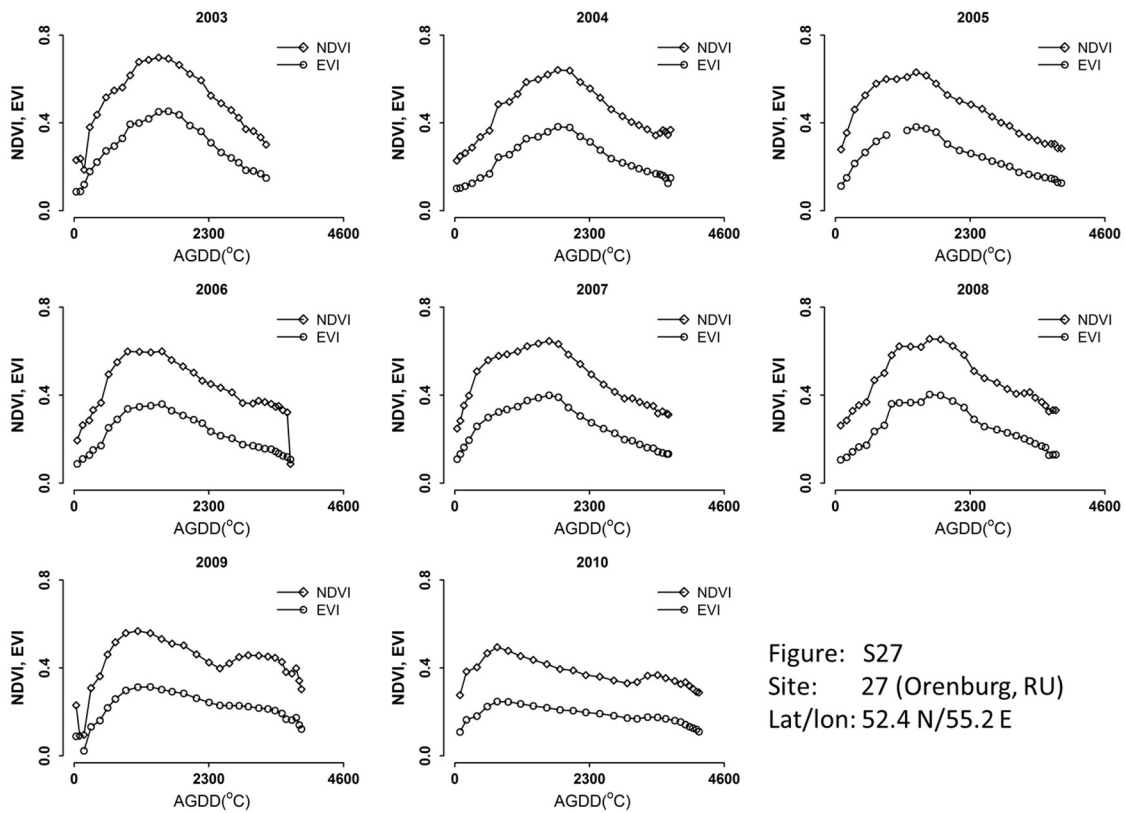 2003
0.8
0.4
0.0
NDVI, EVI
NDVI
EVI
0
2300
4600
AGDD(°C)
2004
0.8
0.4
0.0
NDVI, EVI
NDVI
EVI
0
2300
4600
AGDD(°C)
2005
0.8
0.4
0.0
NDVI, EVI
NDVI
EVI
0
2300
4600
AGDD(°C)
2006
0.8
0.4
0.0
NDVI, EVI
NDVI
EVI
0
2300
4600
AGDD(°C)
2007
0.8
0.4
0.0
NDVI, EVI
NDVI
EVI
0
2300
4600
AGDD(°C)
2008
0.8
0.4
0.0
NDVI, EVI
NDVI
EVI
0
2300
4600
AGDD(°C)
2009
0.8
0.4
0.0
NDVI, EVI
NDVI
EVI
0
2300
4600
AGDD(°C)
2010
0.8
0.4
0.0
NDVI, EVI
NDVI
EVI
0
2300
4600
AGDD(°C)
Figure: S27
Site: 27 (Orenburg, RU)
Lat/lon: 52.4 N/55.2 E